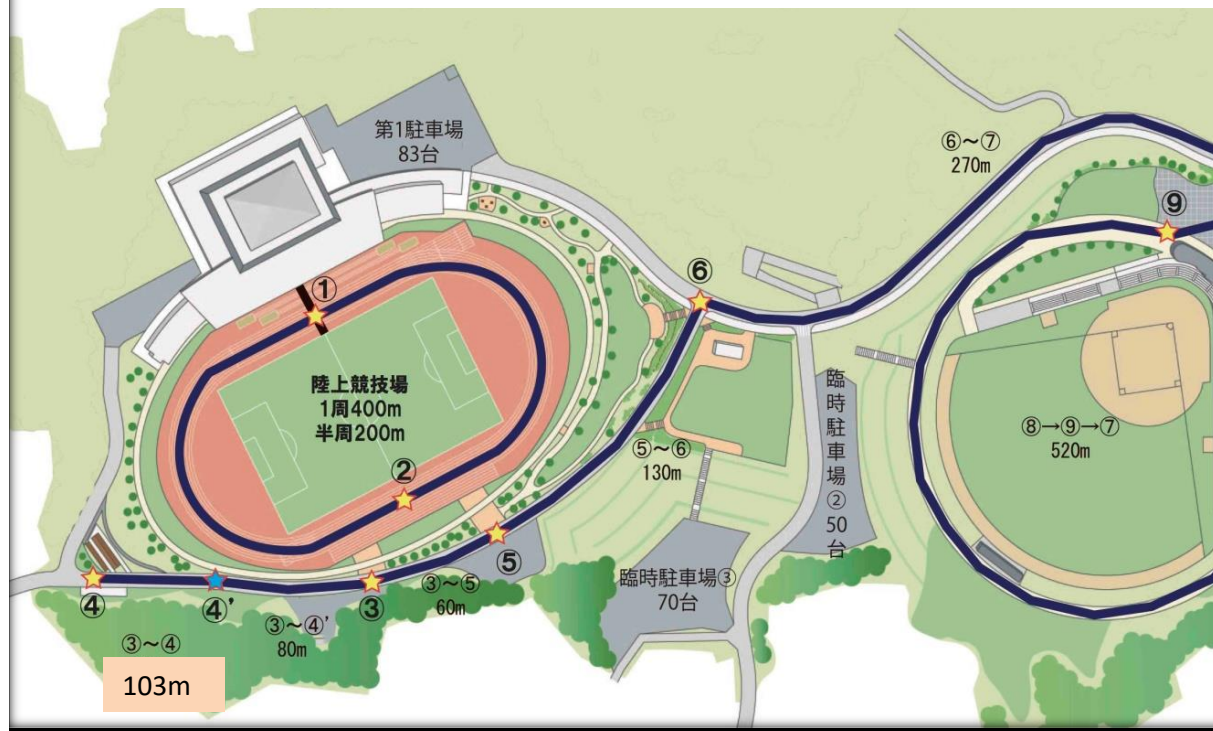 第1駐車場
83台
⑥～⑦
270m
⑨
⑥
①
陸上競技場
1周400m
半周200m
臨時駐車場②50台
⑧→⑨→⑦
520m
⑤～⑥
130m
②
⑤
臨時駐車場③
70台
③～⑤
60m
④
④'
③
③～④'
80m
③～④
103m